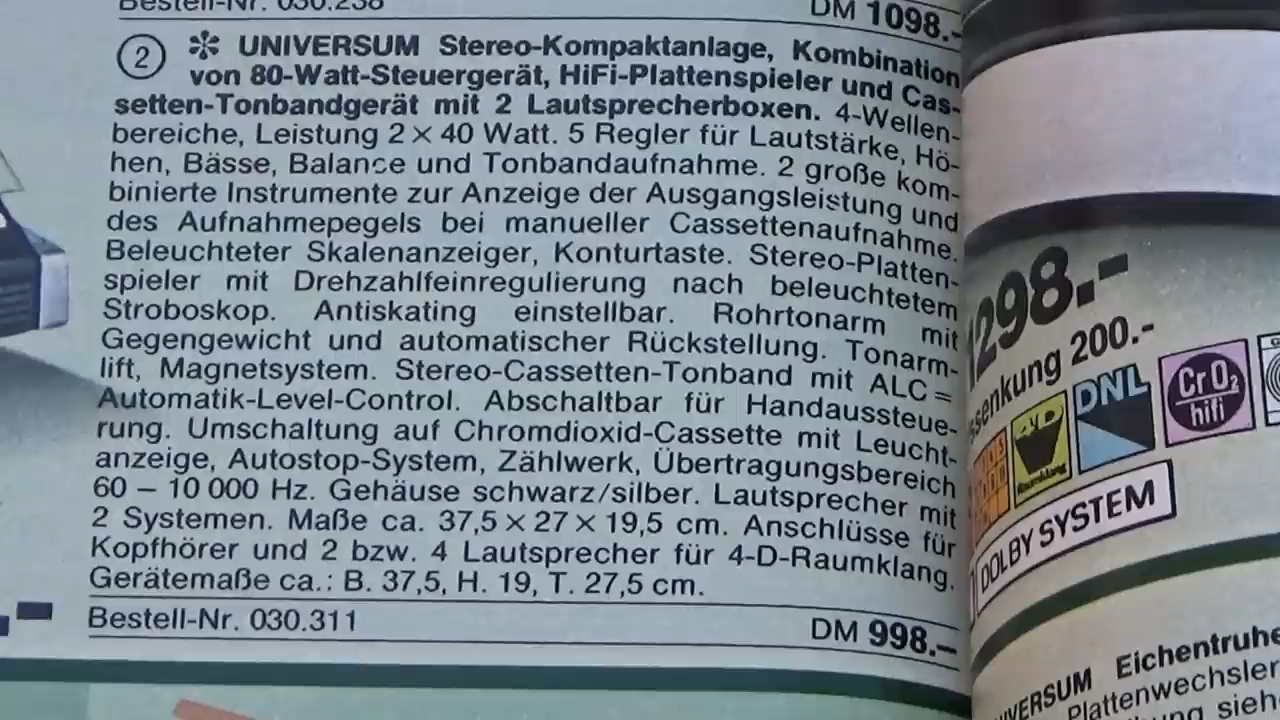 Bestell-Nr. 030.238
DM 1098.-
2 ✻ UNIVERSUM Stereo-Kompaktanlage, Kombination
von 80-Watt-Steuergerät, HiFi-Plattenspieler und Cas-
setten-Tonbandgerät mit 2 Lautsprecherboxen. 4-Wellen-
bereiche, Leistung 2 × 40 Watt. 5 Regler für Lautstärke, Hö-
hen, Bässe, Balance und Tonbandaufnahme. 2 große kom-
binierte Instrumente zur Anzeige der Ausgangsleistung und
des Aufnahmepegels bei manueller Cassettenaufnahme.
Beleuchteter Skalenanzeiger, Konturtaste. Stereo-Platten-
spieler mit Drehzahlfeinregulierung nach beleuchtetem
Stroboskop. Antiskating einstellbar. Rohrtonarm mit
Gegengewicht und automatischer Rückstellung. Tonarm-
lift, Magnetsystem. Stereo-Cassetten-Tonband mit ALC =
Automatik-Level-Control. Abschaltbar für Handaussteue-
rung. Umschaltung auf Chromdioxid-Cassette mit Leucht-
anzeige, Autostop-System, Zählwerk, Übertragungsbereich
60 – 10 000 Hz. Gehäuse schwarz/silber. Lautsprecher mit
2 Systemen. Maße ca. 37,5 × 27 × 19,5 cm. Anschlüsse für
Kopfhörer und 2 bzw. 4 Lautsprecher für 4-D-Raumklang.
Gerätemaße ca.: B. 37,5, H. 19, T. 27,5 cm.
Bestell-Nr. 030.311
DM 998.–
1298.-
senkung 200.-
4D
Raumklang
DNL
CrO₂
hifi
DOLBY SYSTEM
UNIVERSUM Eichentruhe
Plattenwechsler